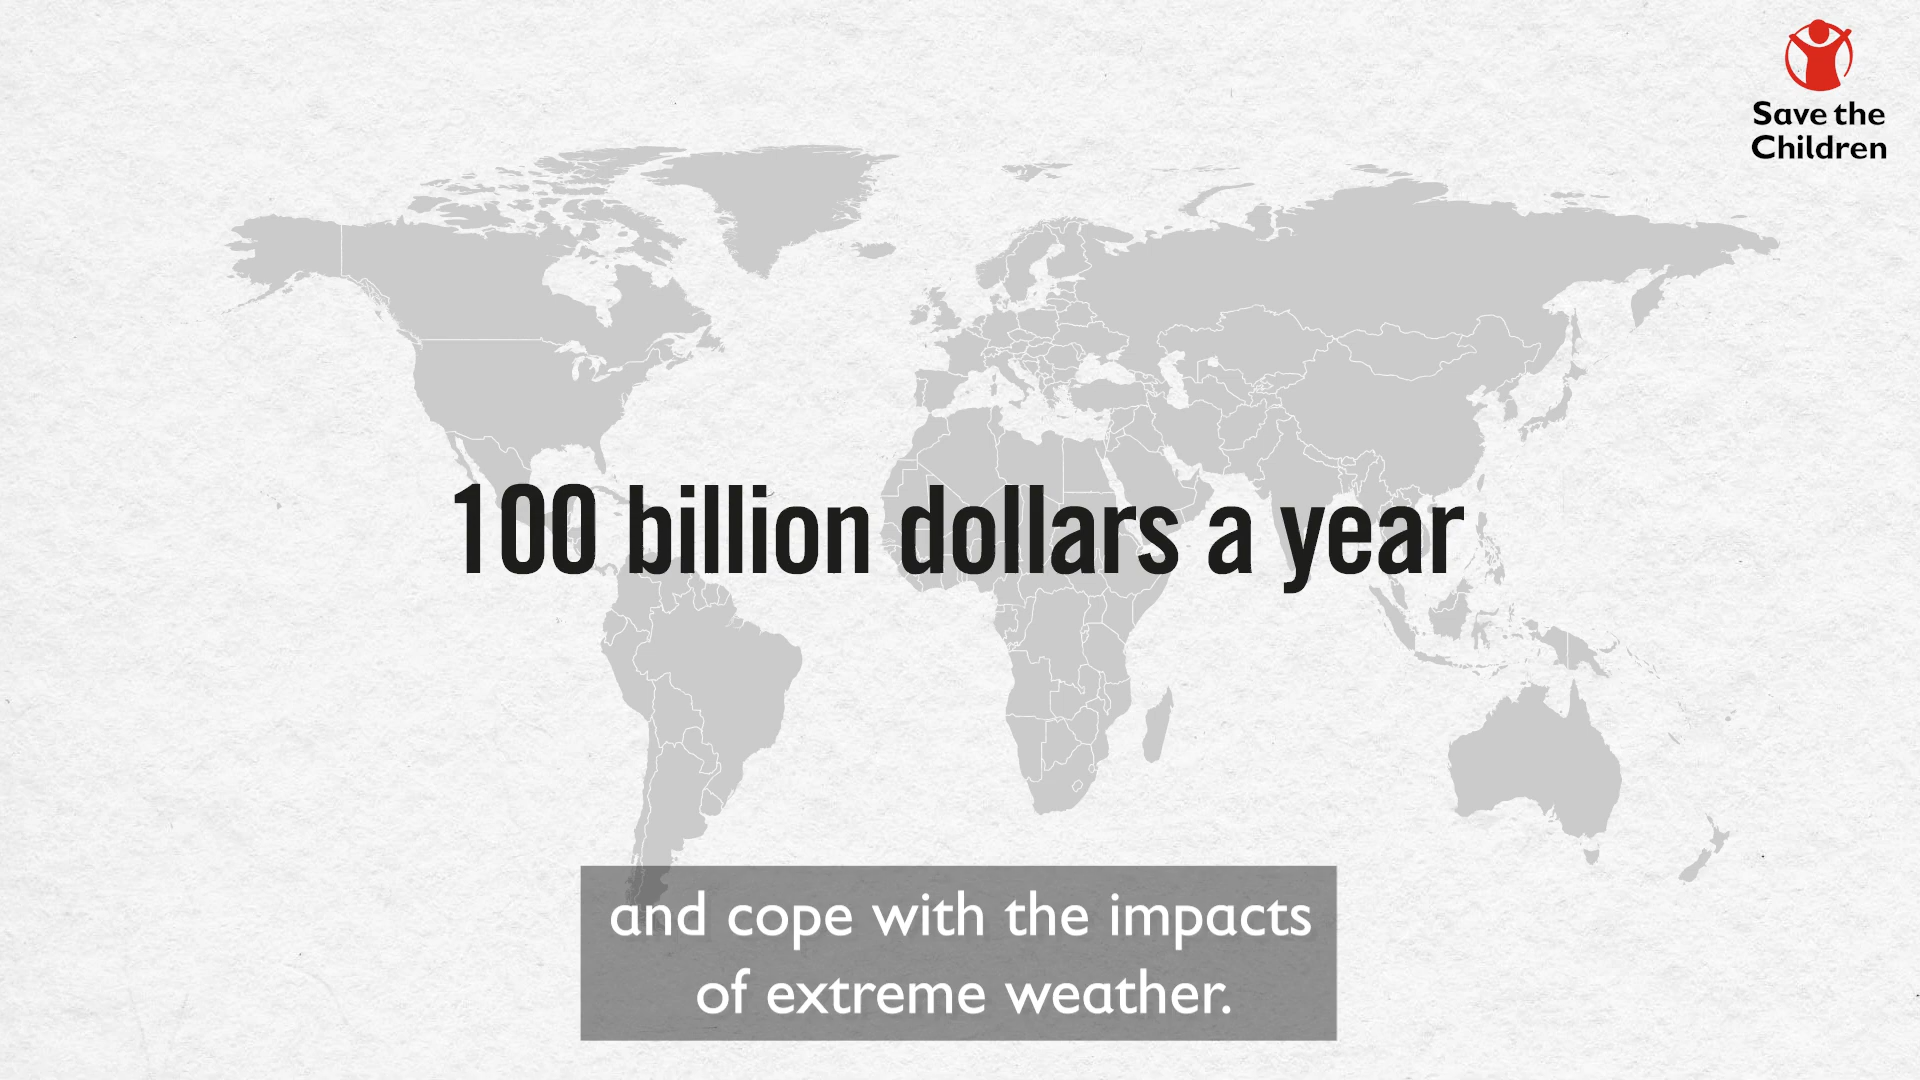 Save the
Children
100 billion dollars a year
and cope with the impacts
of extreme weather.